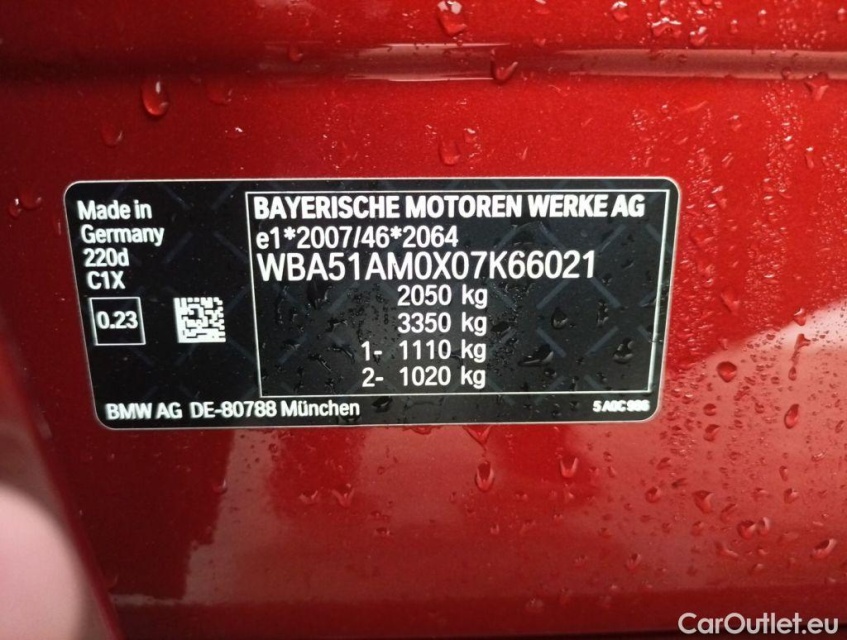 Made in
Germany
220d
C1X
0.23
BAYERISCHE MOTOREN WERKE AG
e1*2007/46*2064
WBA51AM0X07K66021
2050 kg
3350 kg
1- 1110 kg
2- 1020 kg
BMW AG DE-80788 München
CarOutlet.eu